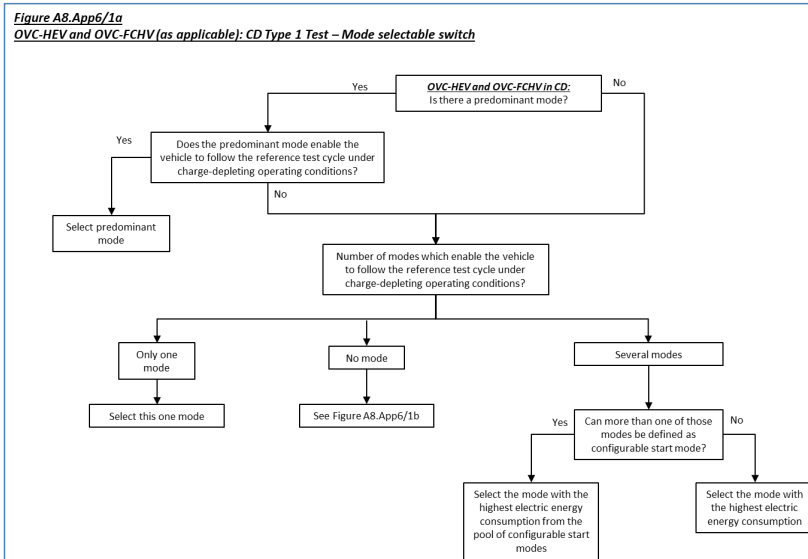 Figure A8.App6/1a
OVC-HEV and OVC-FCHV (as applicable): CD Type 1 Test – Mode selectable switch
Yes
OVC-HEV and OVC-FCHV in CD:
Is there a predominant mode?
No
Yes
Does the predominant mode enable the
vehicle to follow the reference test cycle under
charge-depleting operating conditions?
No
Select predominant
mode
Number of modes which enable the vehicle
to follow the reference test cycle under
charge-depleting operating conditions?
Only one
mode
No mode
Several modes
Select this one mode
See Figure A8.App6/1b
Yes
Can more than one of those
modes be defined as
configurable start mode?
No
Select the mode with the
highest electric energy
consumption from the
pool of configurable start
modes
Select the mode with
the highest electric
energy consumption